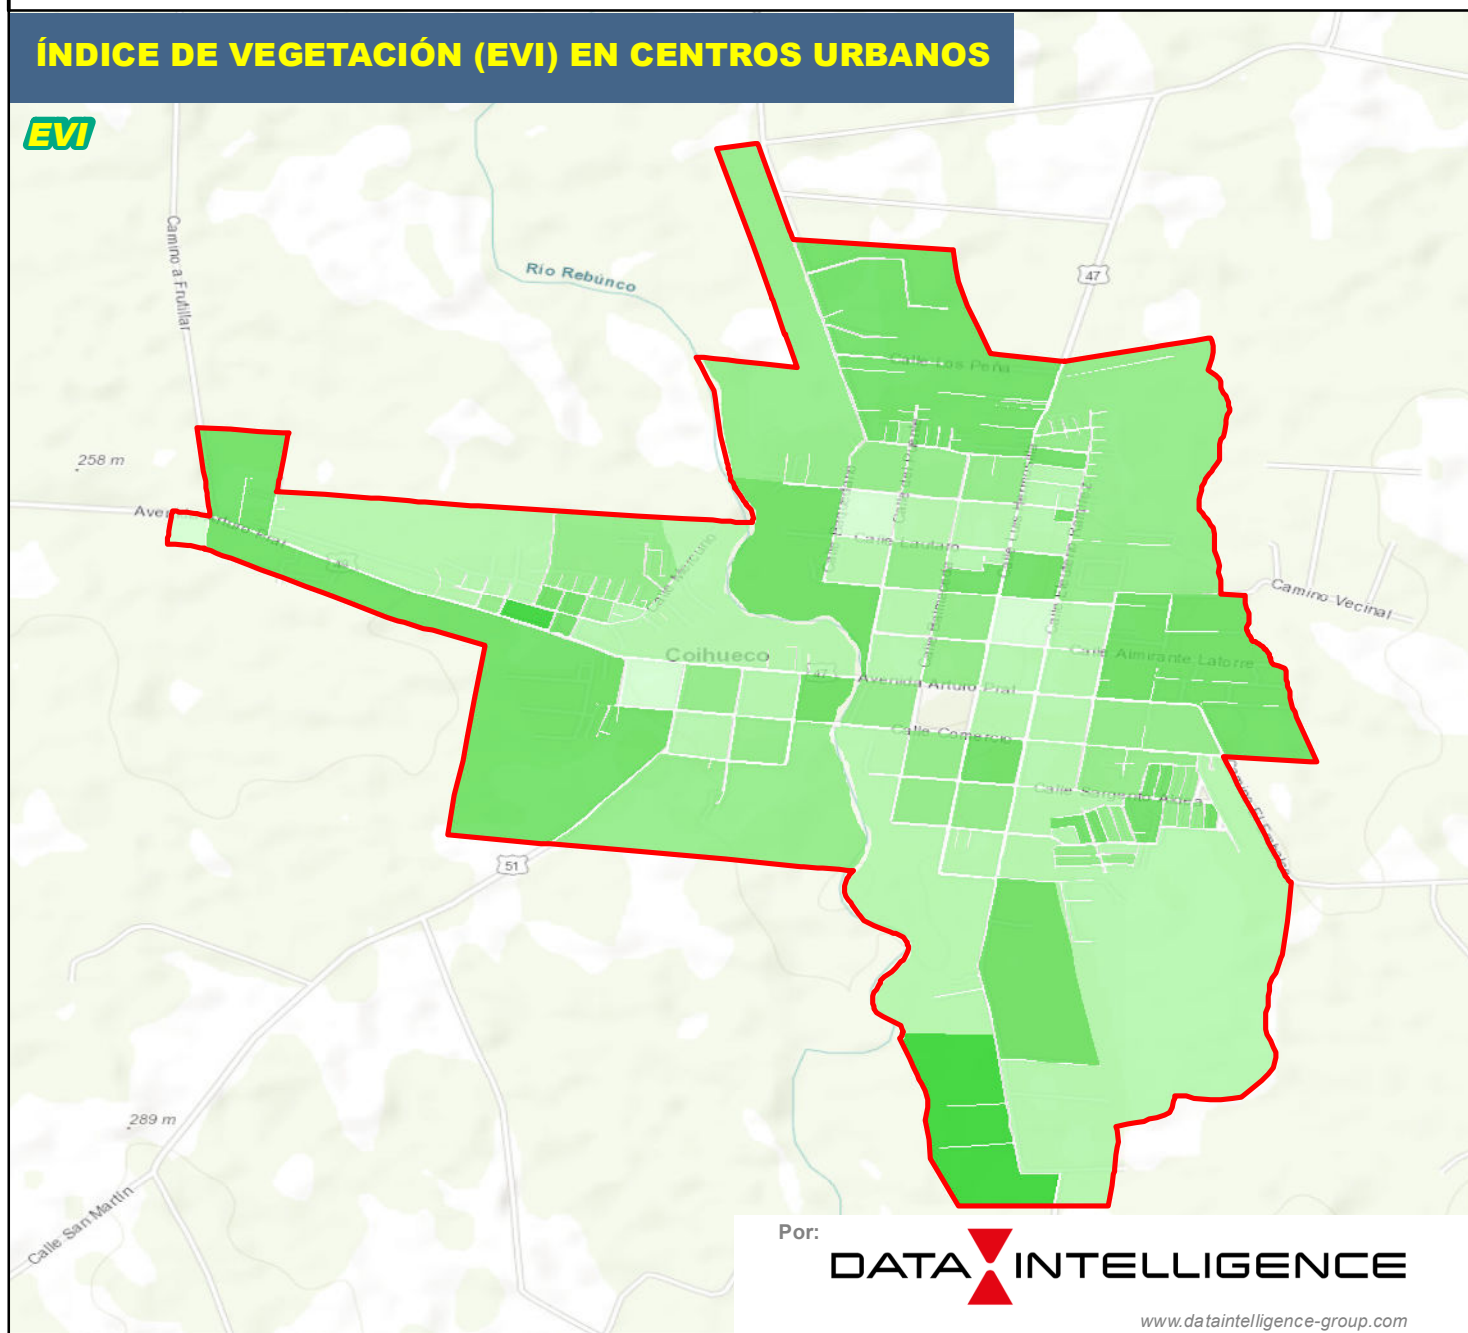 ÍNDICE DE VEGETACIÓN (EVI) EN CENTROS URBANOS
EVI
Camino a Frutillar
Río Rebúnco
47
Calle Los Peña
258 m
Calle Lautaro
Camino Vecinal
Coihueco
47
Calle Almirante Latorre
Avenida Arturo Prat
Calle Comercio
Calle Sargento Aldea
51
289 m
Calle San Martín
Por:
DATA INTELLIGENCE
www.dataintelligence-group.com